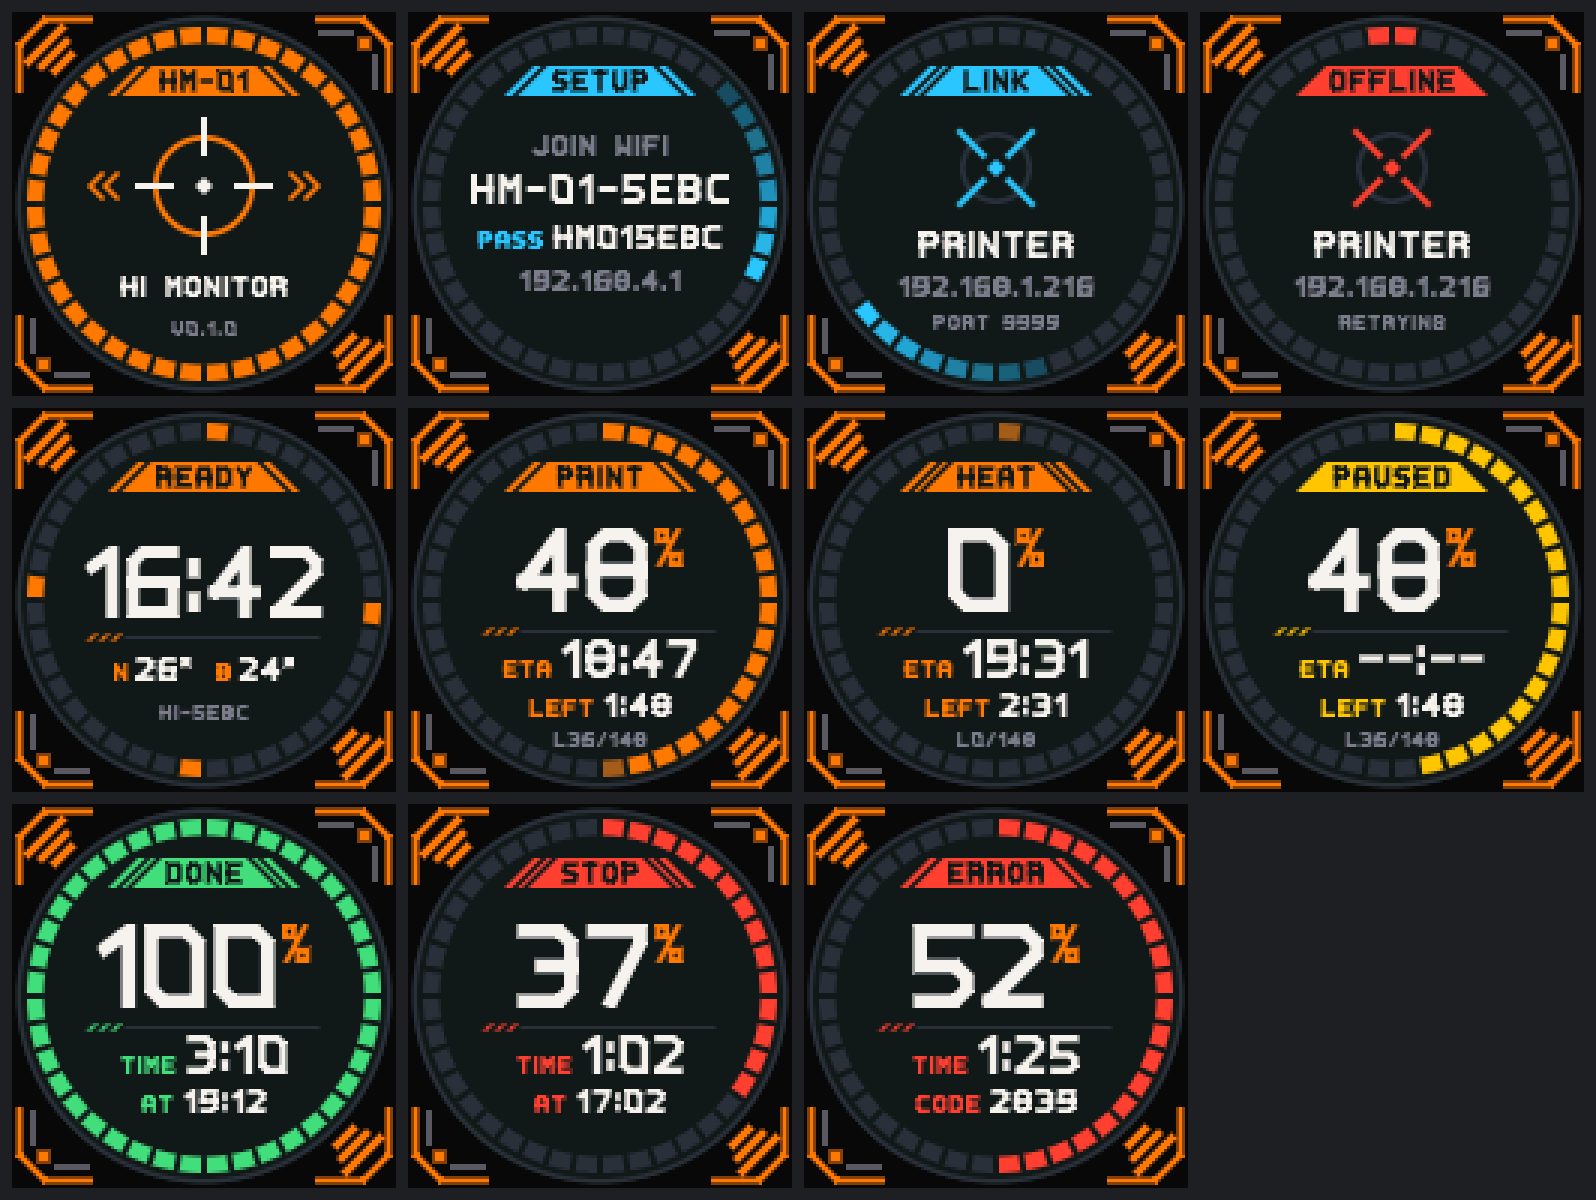 HM-01
HI MONITOR
V0.1.0
SETUP
JOIN WIFI
HM-01-5EBC
PASS HM015EBC
192.168.4.1
LINK
PRINTER
192.168.1.216
PORT 9999
OFFLINE
PRINTER
192.168.1.216
RETRYING
READY
16:42
N 26° B 24°
HI-5EBC
PRINT
48%
ETA 18:47
LEFT 1:48
L36/148
HEAT
0%
ETA 19:31
LEFT 2:31
L0/148
PAUSED
48%
ETA --:--
LEFT 1:48
L36/148
DONE
100%
TIME 3:10
AT 19:12
STOP
37%
TIME 1:02
AT 17:02
ERROR
52%
TIME 1:25
CODE 2839